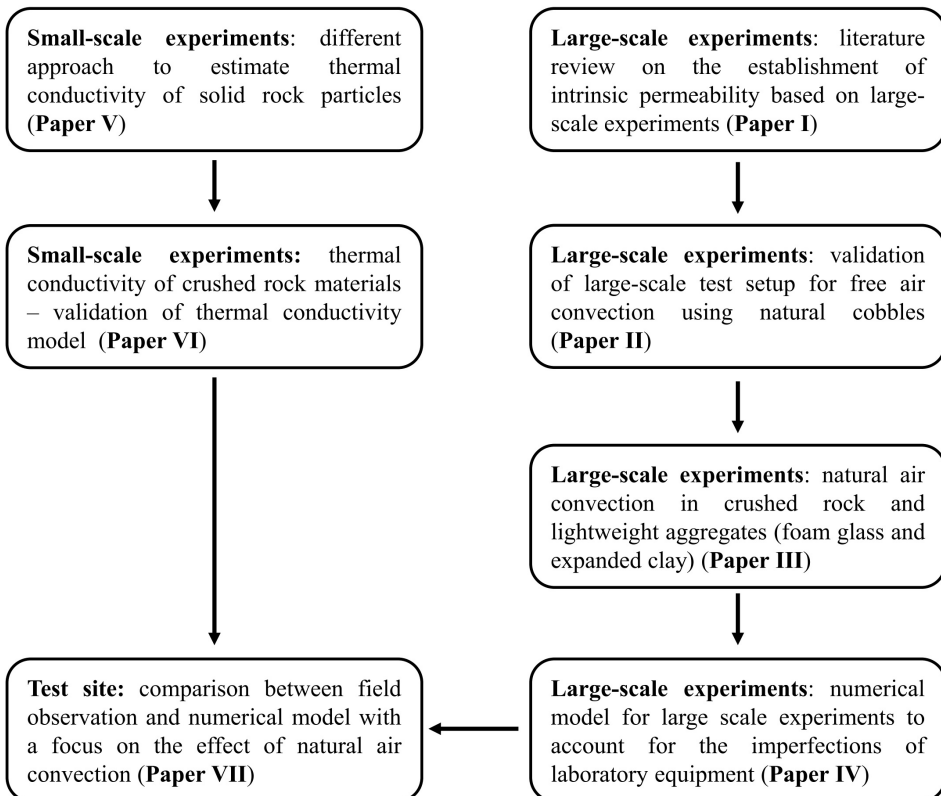 Small-scale experiments: different
approach to estimate thermal
conductivity of solid rock particles
(Paper V)
Large-scale experiments: literature
review on the establishment of
intrinsic permeability based on large-
scale experiments (Paper I)
Small-scale experiments: thermal
conductivity of crushed rock materials
– validation of thermal conductivity
model (Paper VI)
Large-scale experiments: validation
of large-scale test setup for free air
convection using natural cobbles
(Paper II)
Large-scale experiments: natural air
convection in crushed rock and
lightweight aggregates (foam glass and
expanded clay) (Paper III)
Test site: comparison between field
observation and numerical model with
a focus on the effect of natural air
convection (Paper VII)
Large-scale experiments: numerical
model for large scale experiments to
account for the imperfections of
laboratory equipment (Paper IV)